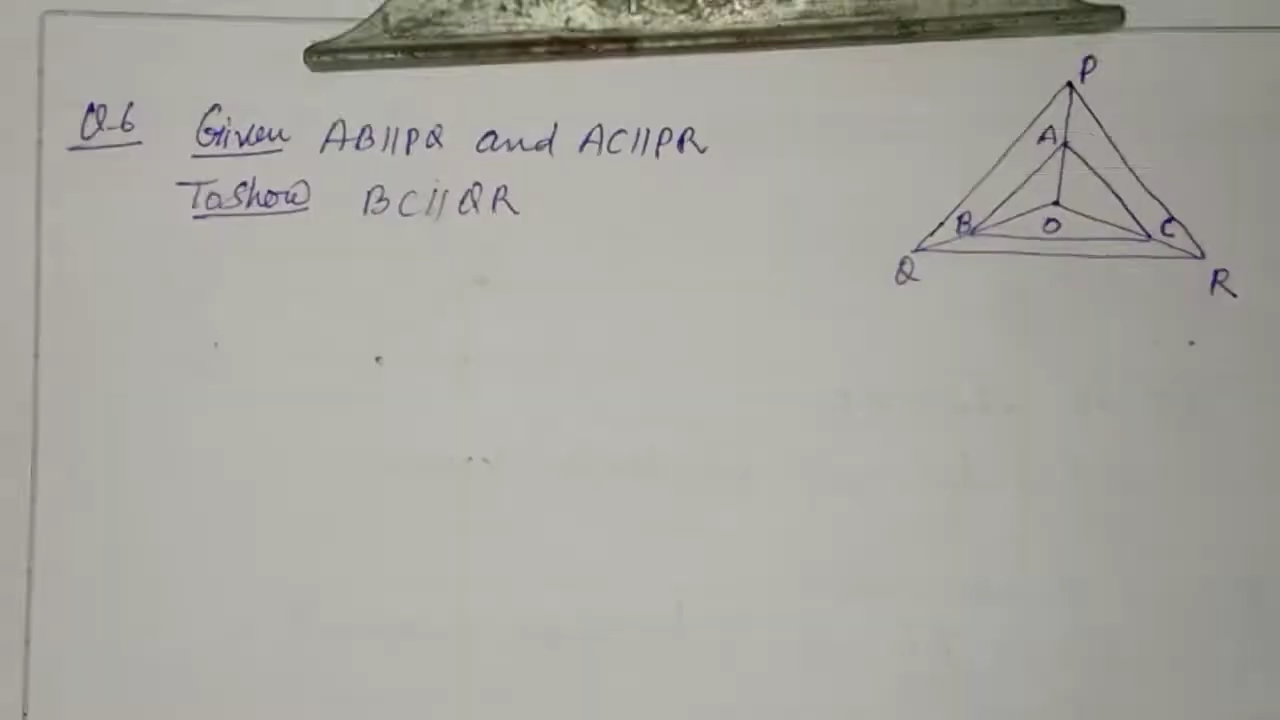 Q-6 Given AB||PQ and AC||PR
To Show BC||QR
P
A
B O C
Q R